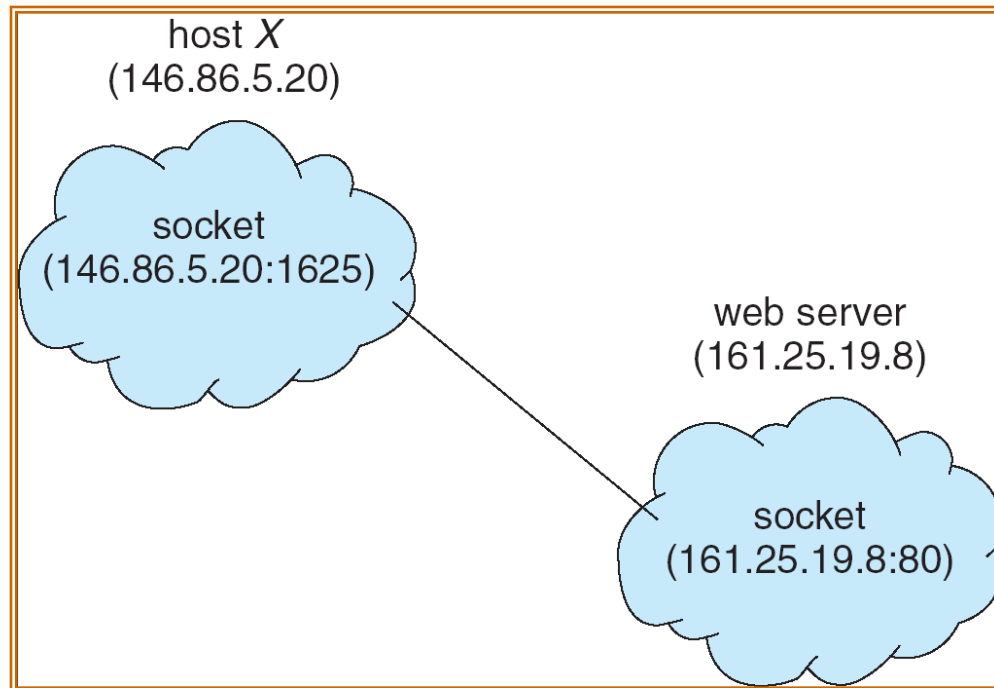 host X
(146.86.5.20)
socket
(146.86.5.20:1625)
web server
(161.25.19.8)
socket
(161.25.19.8:80)